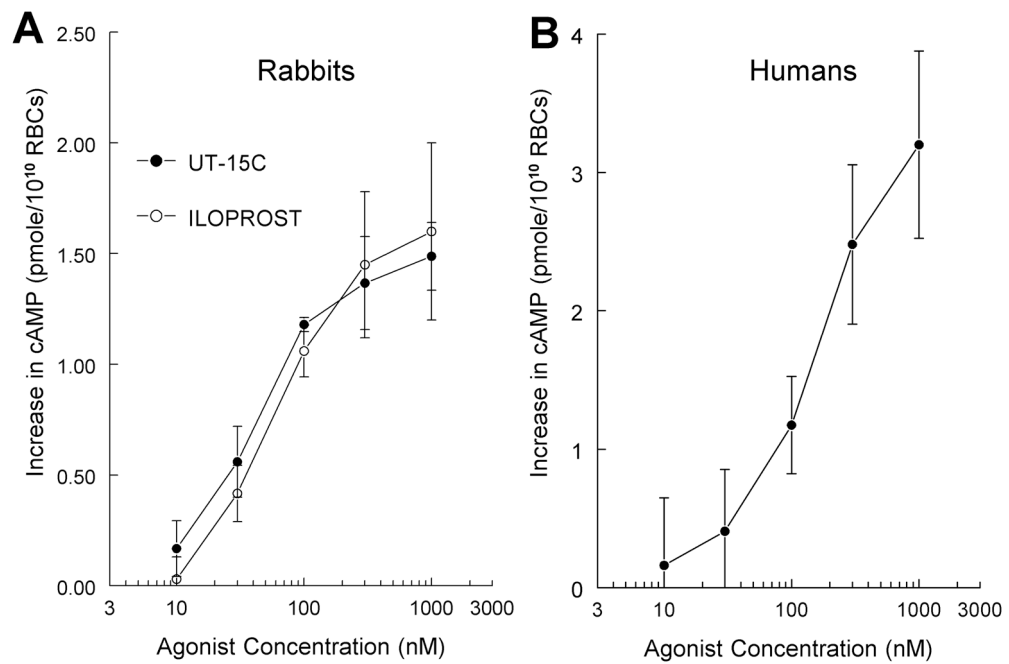 A
Rabbits
Increase in cAMP (pmole/10¹⁰ RBCs)
2.50
2.00
1.50
1.00
0.50
0.00
UT-15C
ILOPROST
3 10 100 1000 3000
Agonist Concentration (nM)
B
Humans
Increase in cAMP (pmole/10¹⁰ RBCs)
4
3
2
1
0
3 10 100 1000 3000
Agonist Concentration (nM)